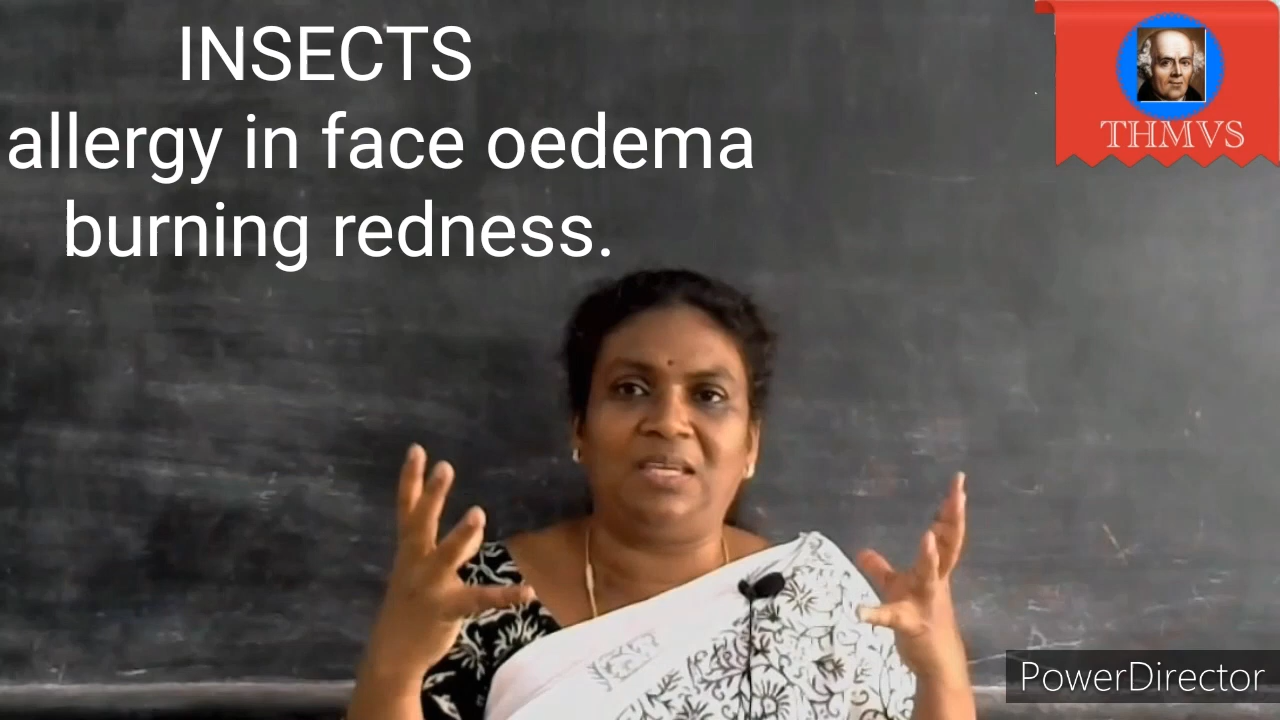 INSECTS
allergy in face oedema
burning redness.
THMVS
PowerDirector